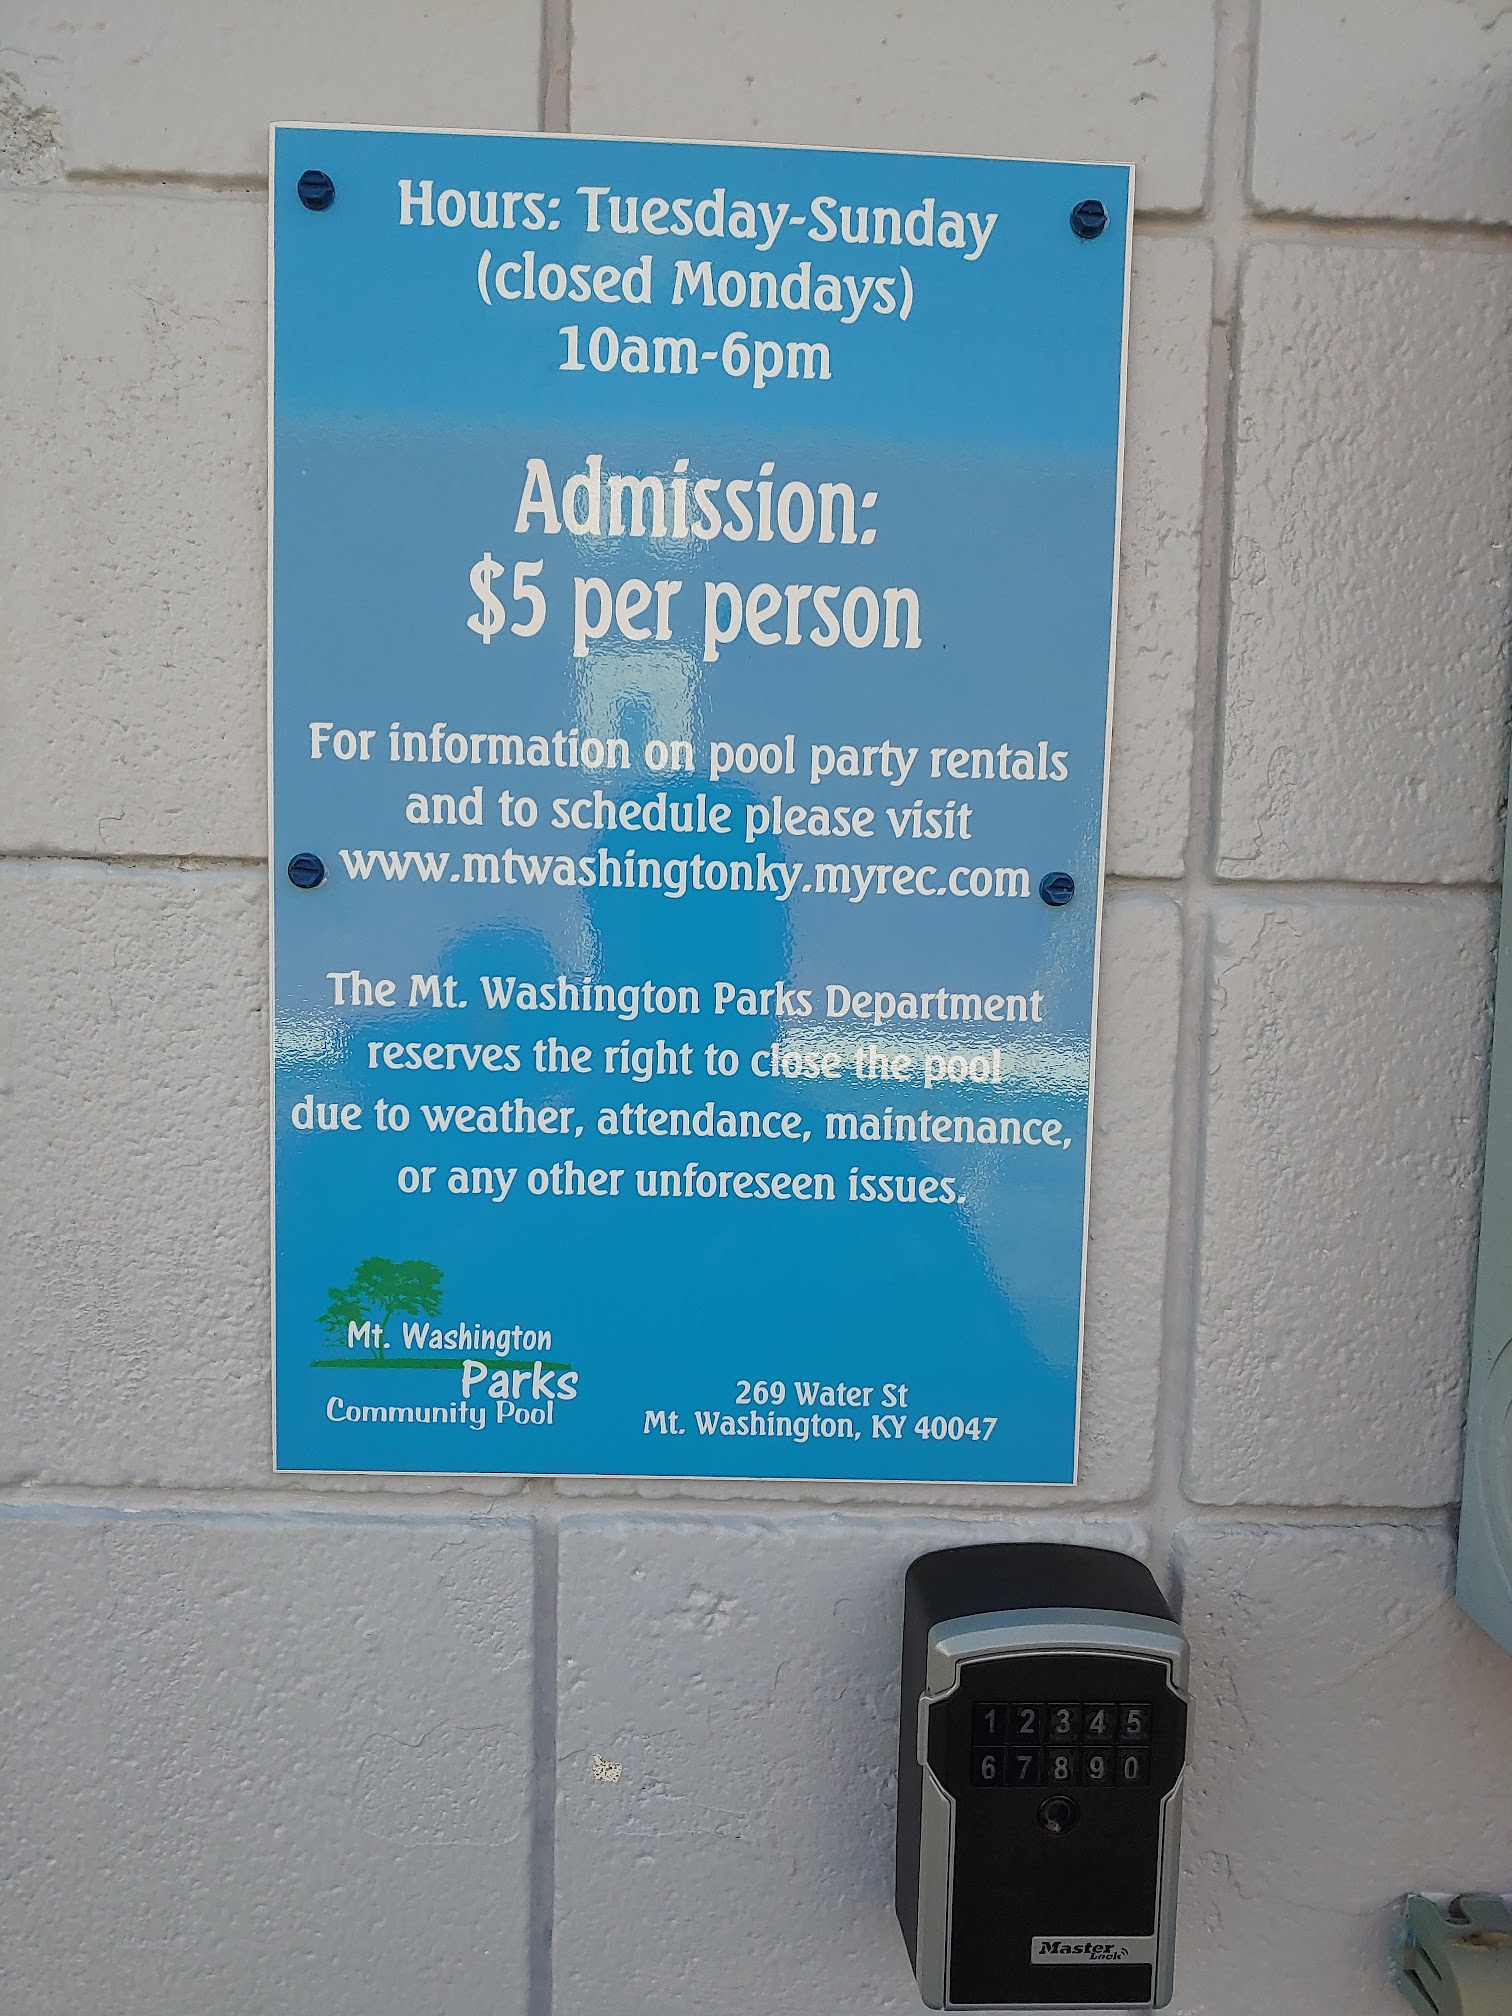 Hours: Tuesday-Sunday
(closed Mondays)
10am-6pm
Admission:
$5 per person
For information on pool party rentals
and to schedule please visit
www.mtwashingtonky.myrec.com
The Mt. Washington Parks Department
reserves the right to close the pool
due to weather, attendance, maintenance,
or any other unforeseen issues.
Mt. Washington
Parks
Community Pool
269 Water St
Mt. Washington, KY 40047
1 2 3 4 5
6 7 8 9 0
Master
Lock